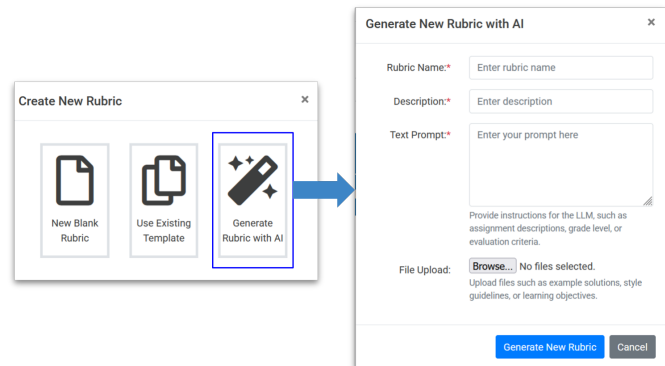 Create New Rubric ×
New Blank
Rubric
Use Existing
Template
Generate
Rubric with AI
Generate New Rubric with AI ×
Rubric Name:* Enter rubric name
Description:* Enter description
Text Prompt:* Enter your prompt here
Provide instructions for the LLM, such as
assignment descriptions, grade level, or
evaluation criteria.
File Upload: Browse... No files selected.
Upload files such as example solutions, style
guidelines, or learning objectives.
Generate New Rubric Cancel